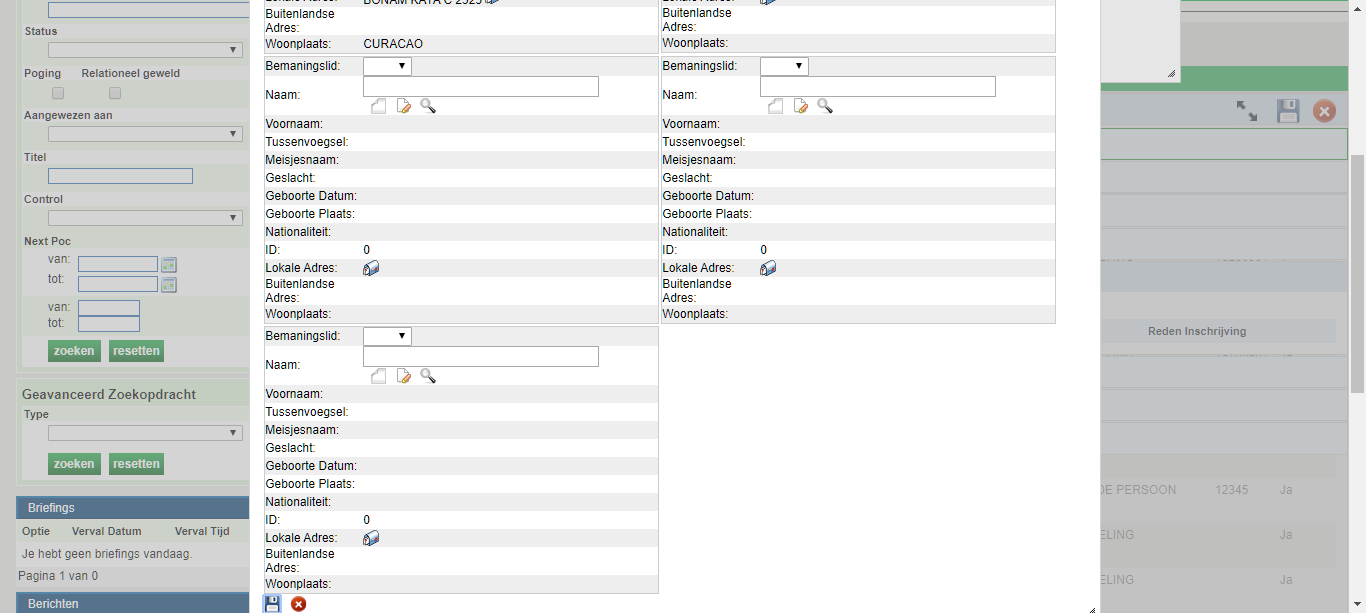 Status
Poging Relationeel geweld
Aangewezen aan
Titel
Control
Next Poc
van:
tot:
van:
tot:
zoeken resetten
Geavanceerd Zoekopdracht
Type
zoeken resetten
Briefings
Optie Verval Datum Verval Tijd
Je hebt geen briefings vandaag.
Pagina 1 van 0
Berichten
BONAM KAYA C 2525
Buitenlandse
Adres:
Woonplaats: CURACAO
Buitenlandse
Adres:
Woonplaats:
Bemaningslid:
Naam:
Voornaam:
Tussenvoegsel:
Meisjesnaam:
Geslacht:
Geboorte Datum:
Geboorte Plaats:
Nationaliteit:
ID: 0
Lokale Adres:
Buitenlandse
Adres:
Woonplaats:
Bemaningslid:
Naam:
Voornaam:
Tussenvoegsel:
Meisjesnaam:
Geslacht:
Geboorte Datum:
Geboorte Plaats:
Nationaliteit:
ID: 0
Lokale Adres:
Buitenlandse
Adres:
Woonplaats:
Bemaningslid:
Naam:
Voornaam:
Tussenvoegsel:
Meisjesnaam:
Geslacht:
Geboorte Datum:
Geboorte Plaats:
Nationaliteit:
ID: 0
Lokale Adres:
Buitenlandse
Adres:
Woonplaats:
Reden Inschrijving
DE PERSOON 12345 Ja
ELING Ja
ELING Ja